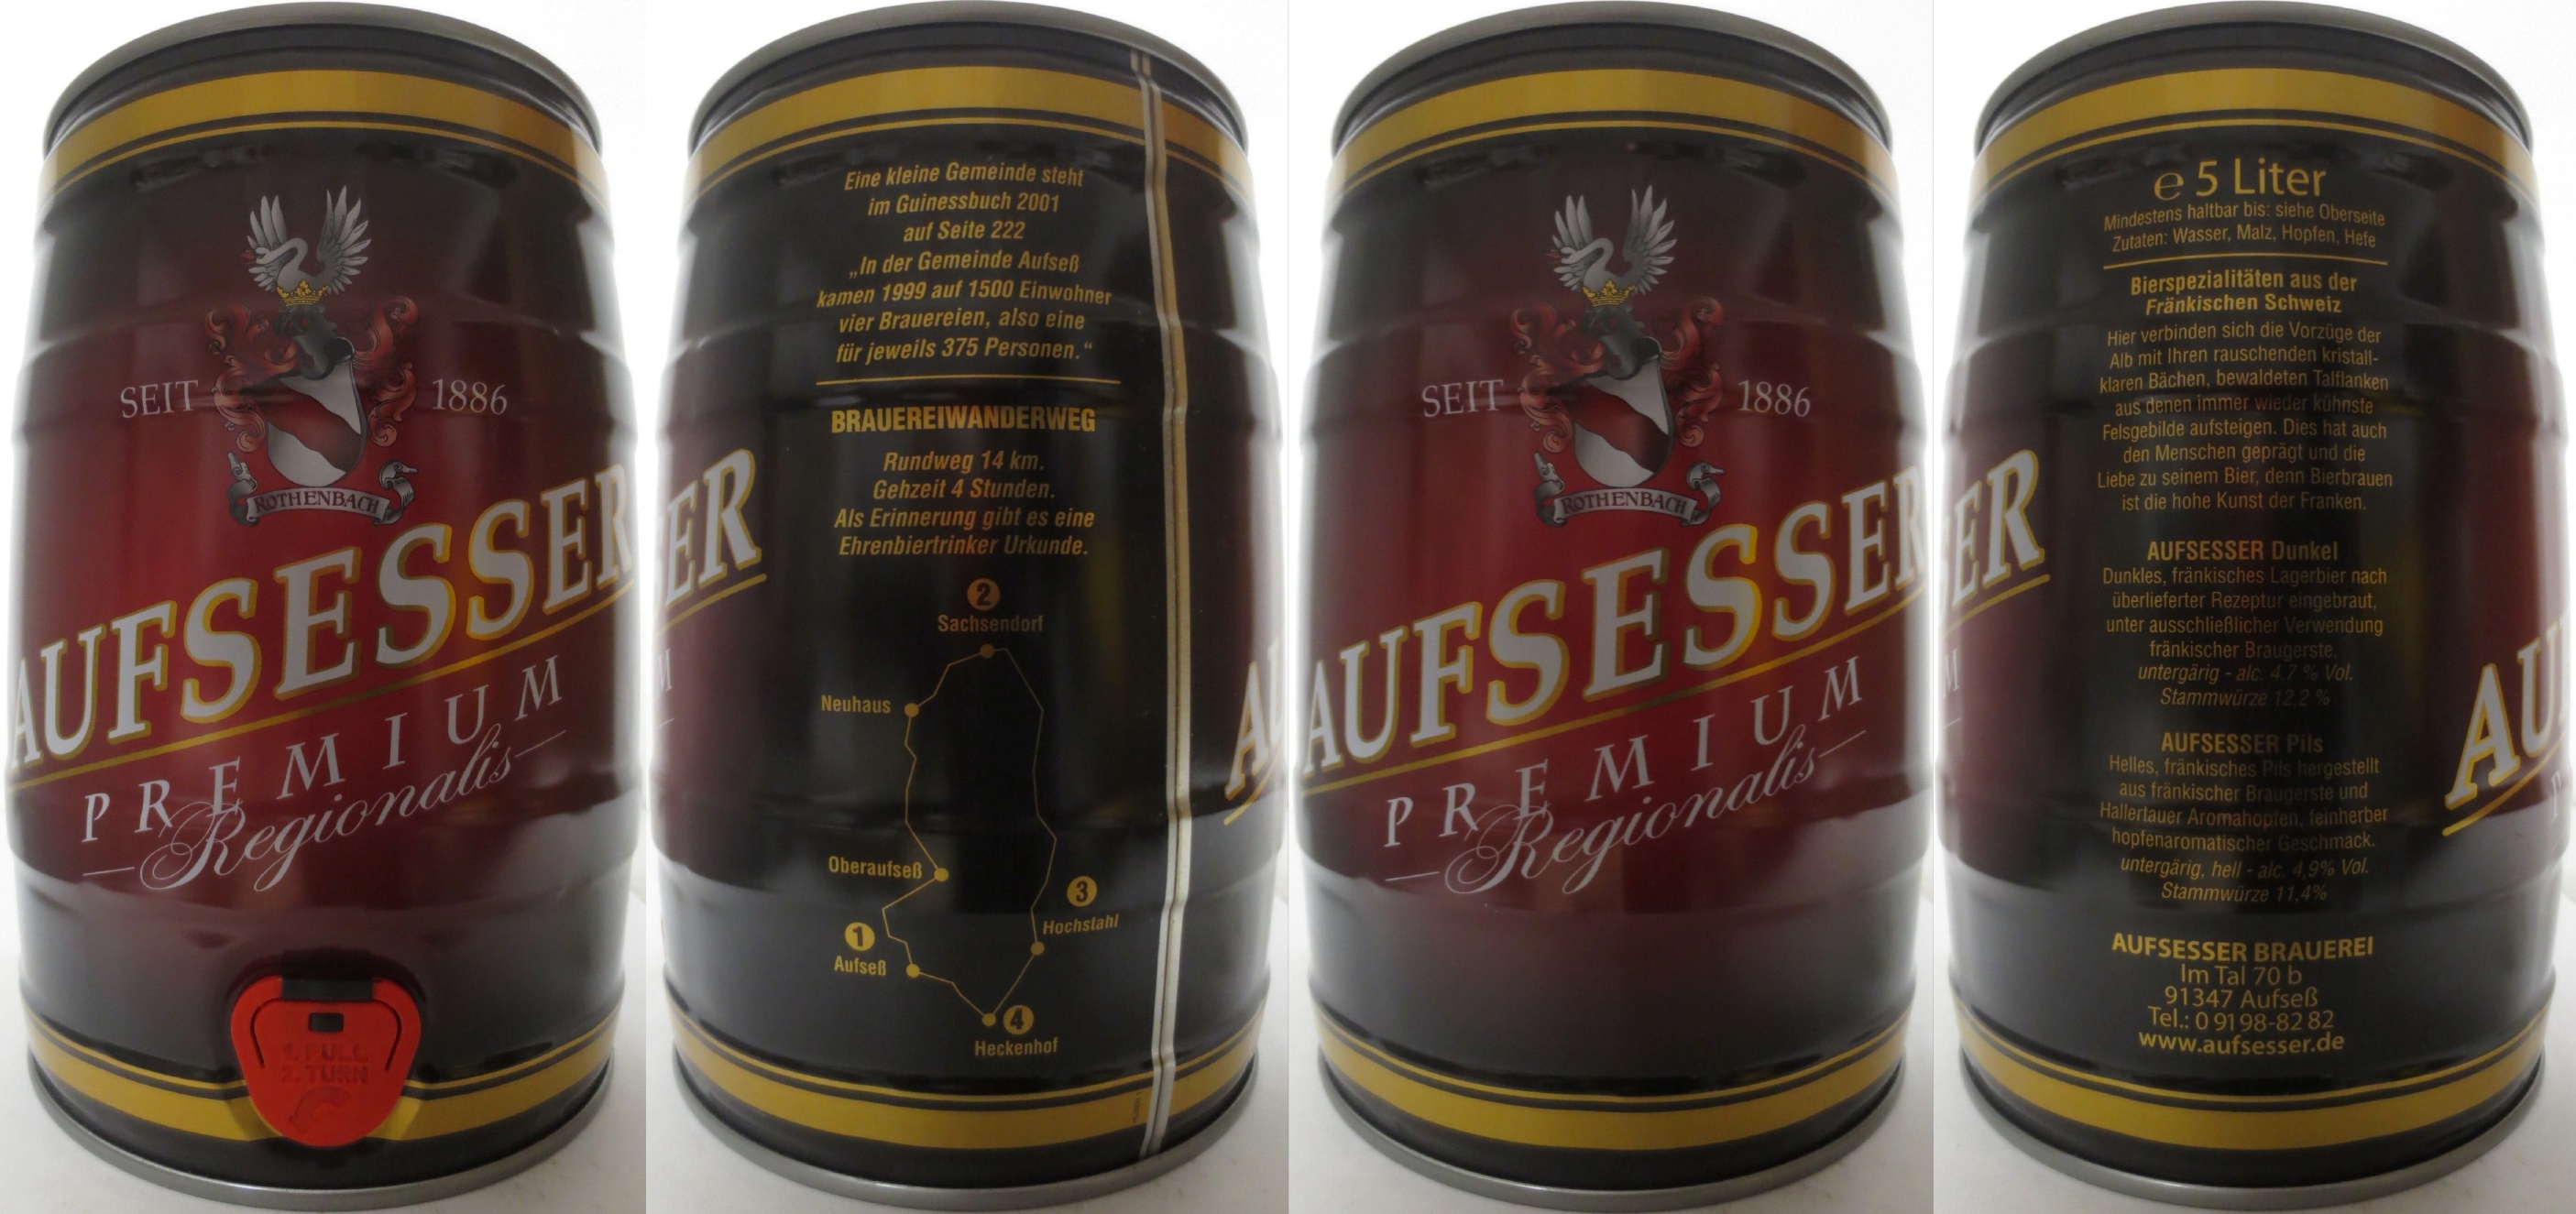 SEIT 1886
ROTHENBACH
AUFSESSER
PREMIUM
Regionalis
1. PULL
2. TURN
ER
M
Eine kleine Gemeinde steht
im Guinessbuch 2001
auf Seite 222
„In der Gemeinde Aufseß
kamen 1999 auf 1500 Einwohner
vier Brauereien, also eine
für jeweils 375 Personen.“
BRAUEREIWANDERWEG
Rundweg 14 km.
Gehzeit 4 Stunden.
Als Erinnerung gibt es eine
Ehrenbiertrinker Urkunde.
2
Sachsendorf
Neuhaus
Oberaufseß
3
Hochstahl
1
Aufseß
4
Heckenhof
AU
SEIT 1886
ROTHENBACH
AUFSESSER
PREMIUM
Regionalis
ER
M
e 5 Liter
Mindestens haltbar bis: siehe Oberseite
Zutaten: Wasser, Malz, Hopfen, Hefe
Bierspezialitäten aus der
Fränkischen Schweiz
Hier verbinden sich die Vorzüge der
Alb mit Ihren rauschenden kristall-
klaren Bächen, bewaldeten Talflanken
aus denen immer wieder kühnste
Felsgebilde aufsteigen. Dies hat auch
den Menschen geprägt und die
Liebe zu seinem Bier, denn Bierbrauen
ist die hohe Kunst der Franken.
AUFSESSER Dunkel
Dunkles, fränkisches Lagerbier nach
überlieferter Rezeptur eingebraut,
unter ausschließlicher Verwendung
fränkischer Braugerste.
untergärig - alc. 4,7 % Vol.
Stammwürze 12,2 %
AUFSESSER Pils
Helles, fränkisches Pils hergestellt
aus fränkischer Braugerste und
Hallertauer Aromahopfen, feinherber
hopfenaromatischer Geschmack.
untergärig, hell - alc. 4,9% Vol.
Stammwürze 11,4%
AUFSESSER BRAUEREI
Im Tal 70 b
91347 Aufseß
Tel.: 0 91 98-82 82
www.aufsesser.de
AU